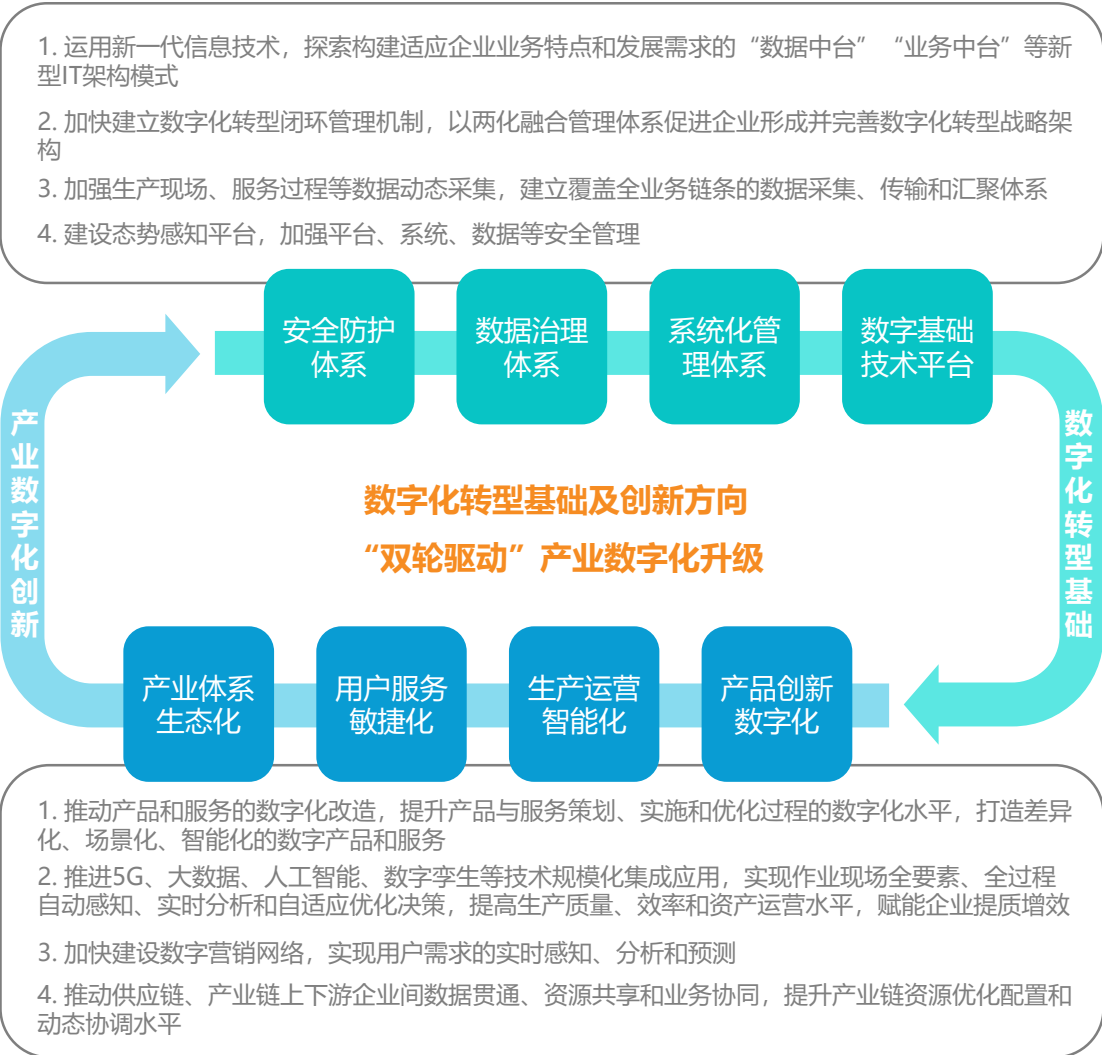 1. 运用新一代信息技术，探索构建适应企业业务特点和发展需求的“数据中台”“业务中台”等新
型IT架构模式
2. 加快建立数字化转型闭环管理机制，以两化融合管理体系促进企业形成并完善数字化转型战略架
构
3. 加强生产现场、服务过程等数据动态采集，建立覆盖全业务链条的数据采集、传输和汇聚体系
4. 建设态势感知平台，加强平台、系统、数据等安全管理
安全防护
体系
数据治理
体系
系统化管
理体系
数字基础
技术平台
产业数字化创新
数字化转型基础及创新方向
“双轮驱动”产业数字化升级
数字化转型基础
产业体系
生态化
用户服务
敏捷化
生产运营
智能化
产品创新
数字化
1. 推动产品和服务的数字化改造，提升产品与服务策划、实施和优化过程的数字化水平，打造差异
化、场景化、智能化的数字产品和服务
2. 推进5G、大数据、人工智能、数字孪生等技术规模化集成应用，实现作业现场全要素、全过程
自动感知、实时分析和自适应优化决策，提高生产质量、效率和资产运营水平，赋能企业提质增效
3. 加快建设数字营销网络，实现用户需求的实时感知、分析和预测
4. 推动供应链、产业链上下游企业间数据贯通、资源共享和业务协同，提升产业链资源优化配置和
动态协调水平